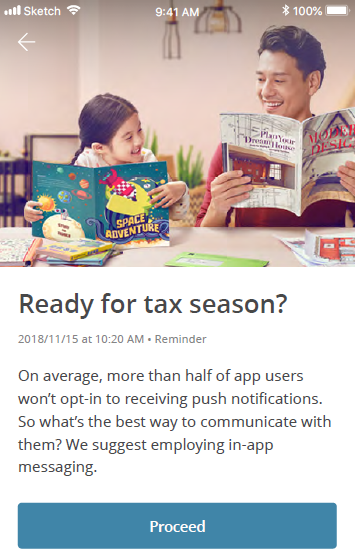 Sketch 9:41 AM 100%
Plan Your
Dream House
MODERN
DESIGN
SPACE
ADVENTURE
Ready for tax season?
2018/11/15 at 10:20 AM • Reminder
On average, more than half of app users
won’t opt-in to receiving push notifications.
So what’s the best way to communicate with
them? We suggest employing in-app
messaging.
Proceed